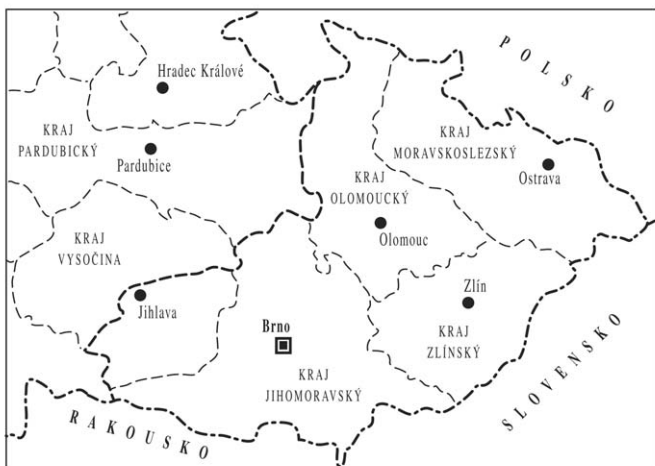 POLSKO
Hradec Králové
KRAJ
PARDUBICKÝ
Pardubice
KRAJ
MORAVSKOSLEZSKÝ
Ostrava
KRAJ
OLOMOUCKÝ
Olomouc
KRAJ
VYSOČINA
Jihlava
Zlín
Brno
KRAJ
ZLÍNSKÝ
KRAJ
JIHOMORAVSKÝ
SLOVENSKO
RAKOUSKO